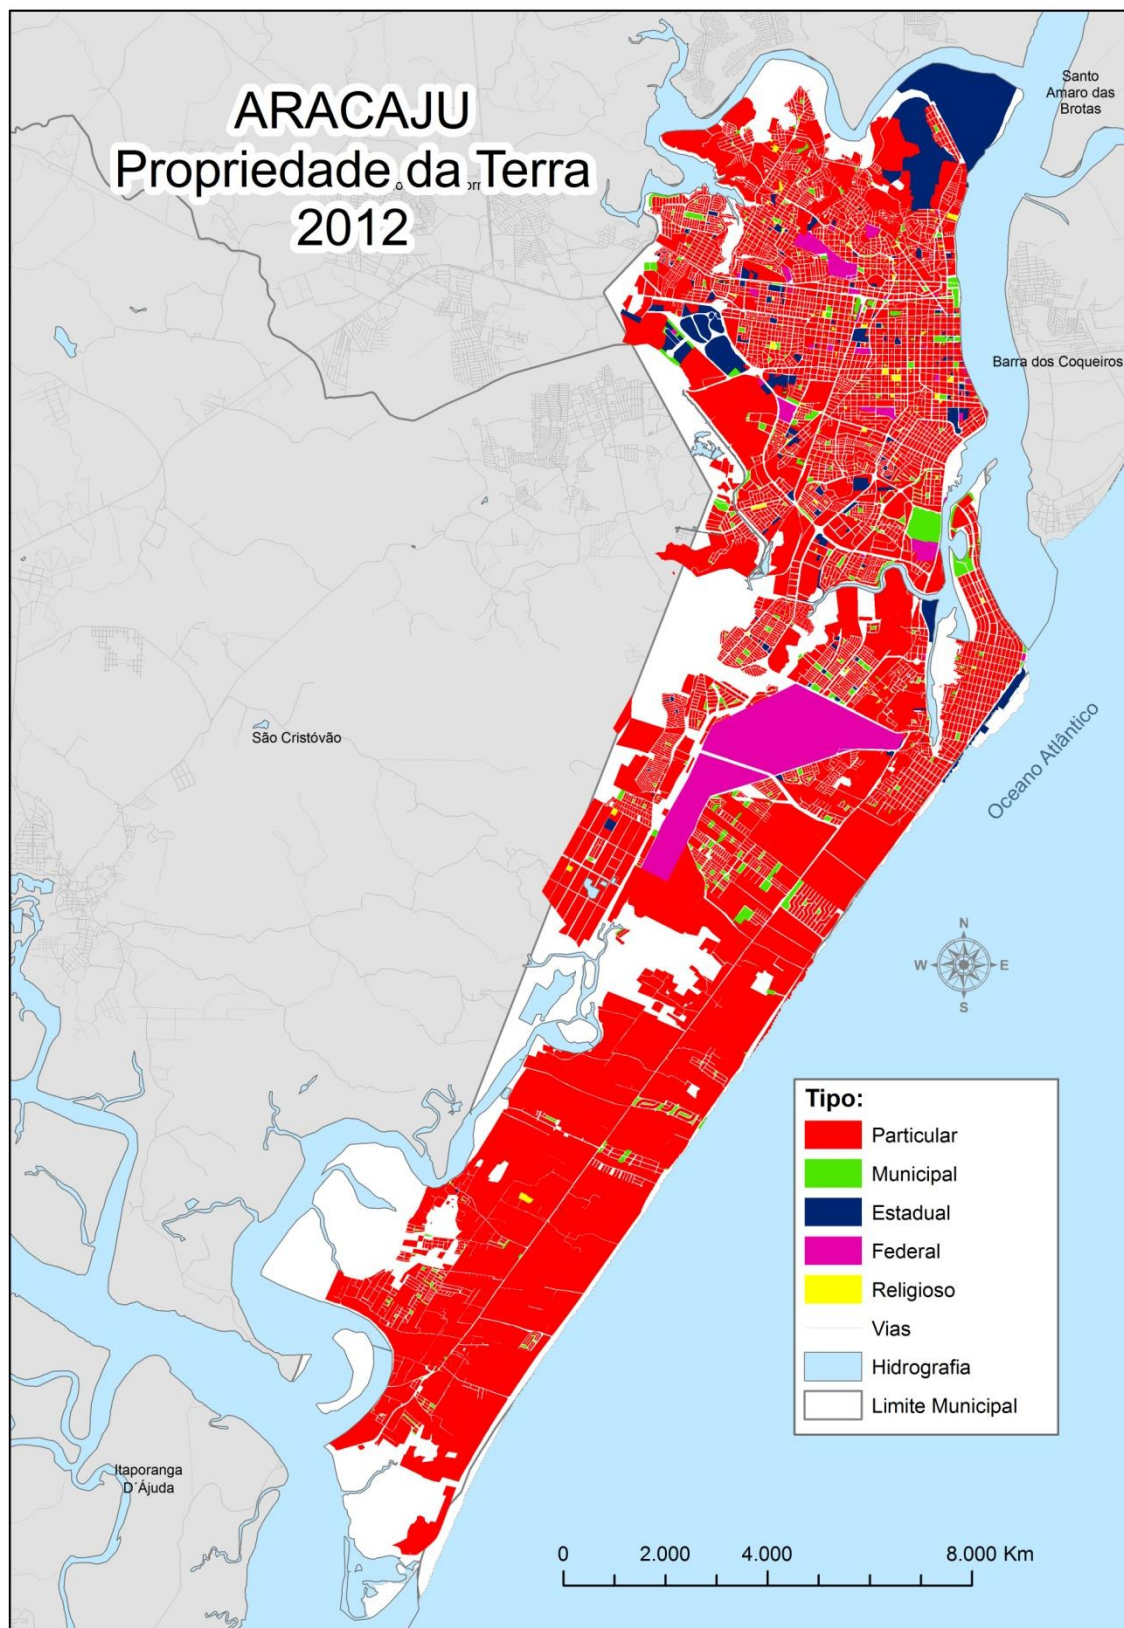 ARACAJU
Propriedade da Terra
2012
Santo
Amaro das
Brotas
Barra dos Coqueiros
São Cristóvão
Oceano Atlântico
N
W
E
S
Tipo:
Particular
Municipal
Estadual
Federal
Religioso
Vias
Hidrografia
Limite Municipal
Itaporanga
D´Ájuda
0
2.000
4.000
8.000 Km